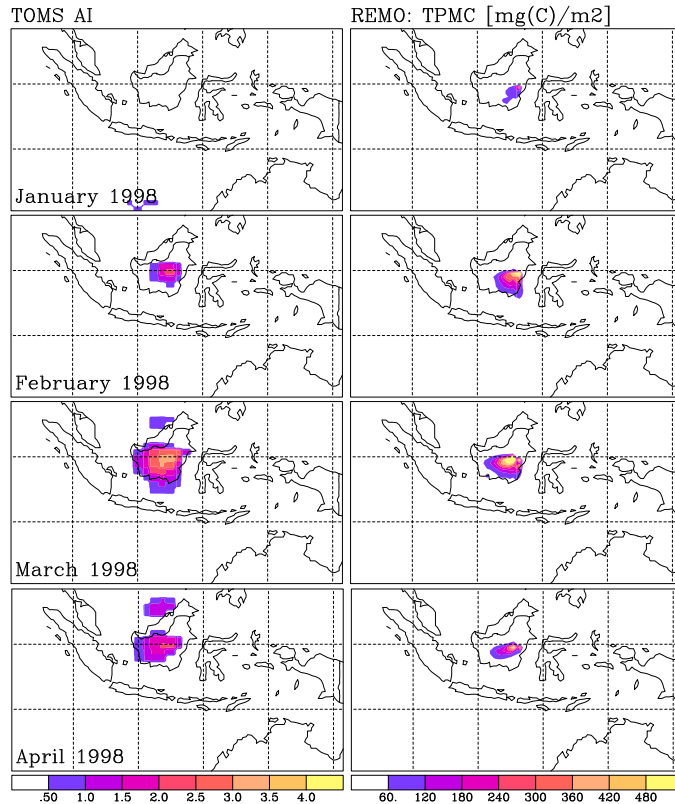 TOMS AI
REMO: TPMC [mg(C)/m2]
January 1998
February 1998
March 1998
April 1998
.50 1.0 1.5 2.0 2.5 3.0 3.5 4.0
60. 120 180 240 300 360 420 480